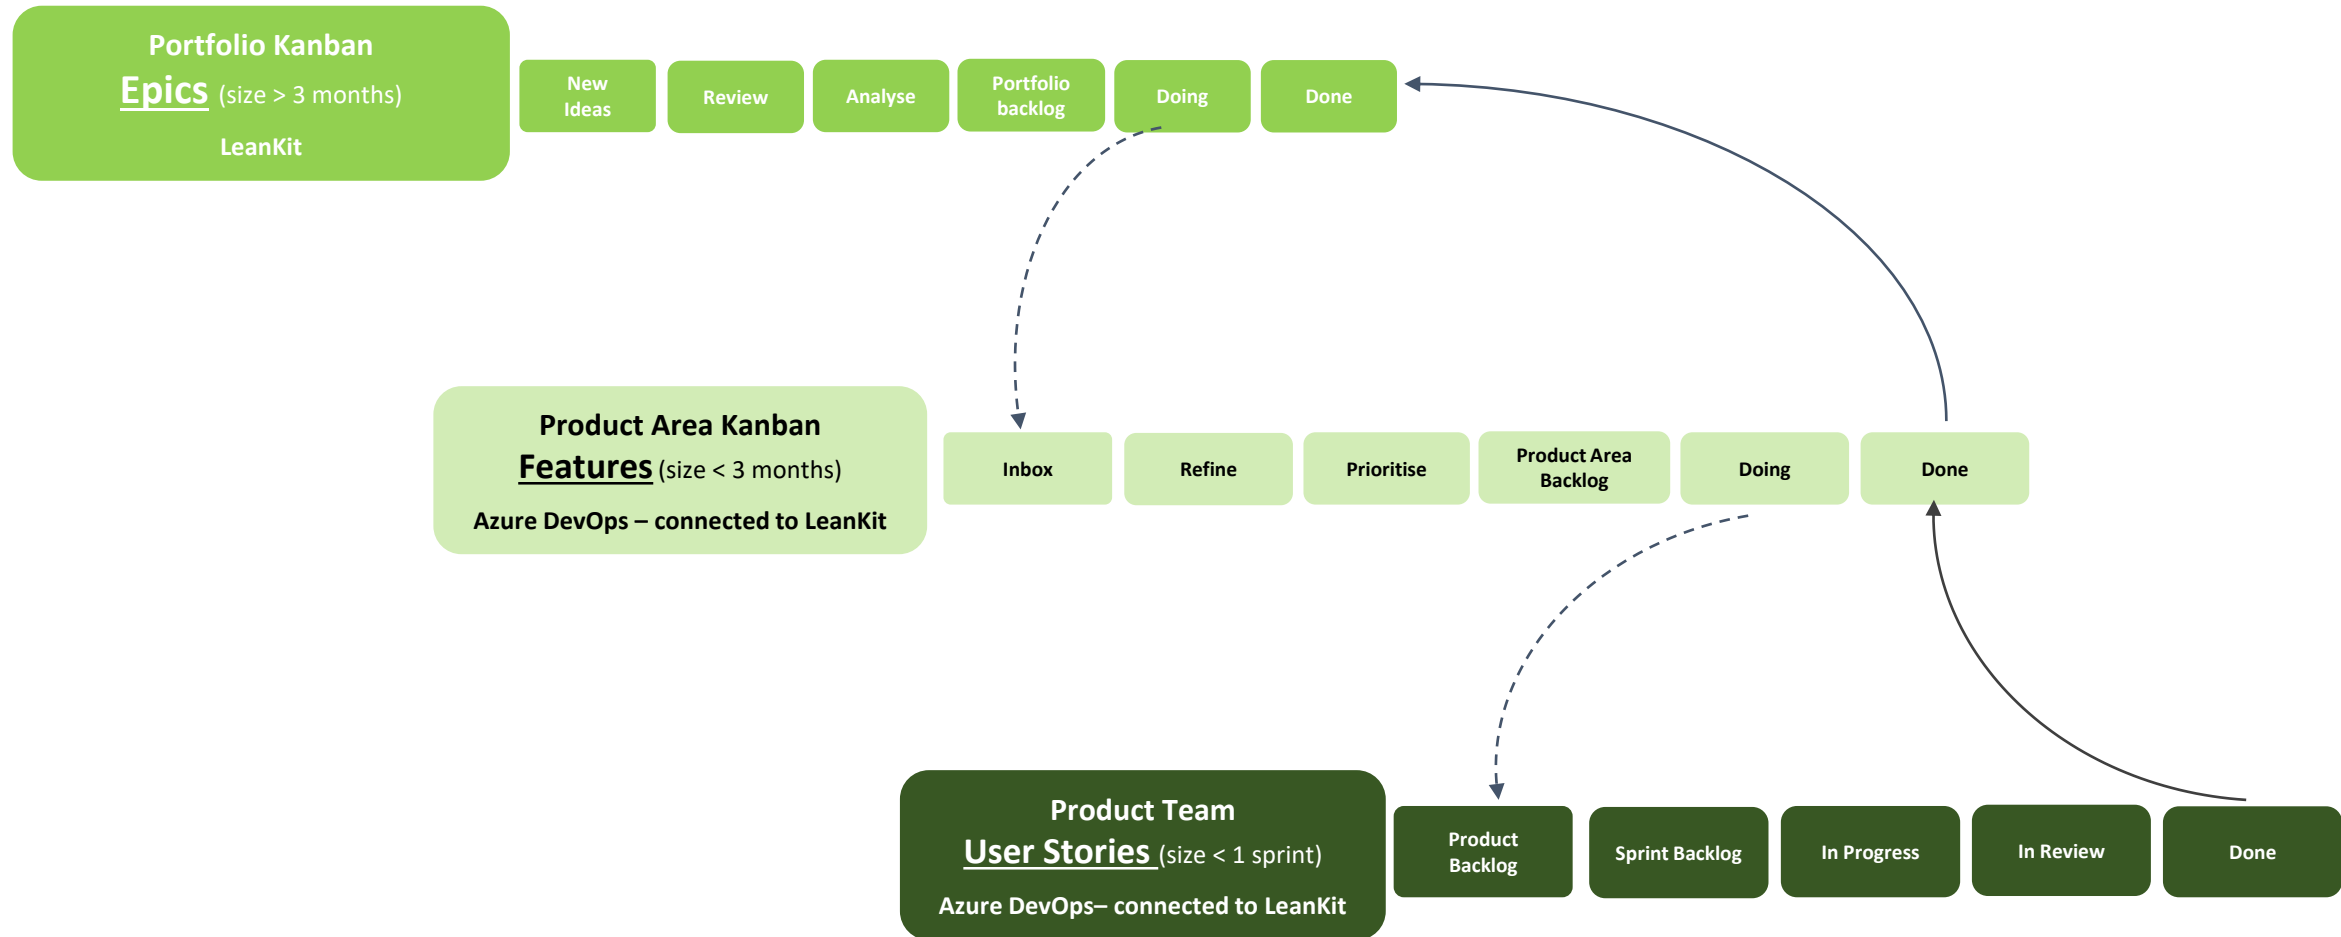 Portfolio Kanban
Epics (size > 3 months)
LeanKit
New
Ideas
Review
Analyse
Portfolio
backlog
Doing
Done
Product Area Kanban
Features (size < 3 months)
Azure DevOps – connected to LeanKit
Inbox
Refine
Prioritise
Product Area
Backlog
Doing
Done
Product Team
User Stories (size < 1 sprint)
Azure DevOps– connected to LeanKit
Product
Backlog
Sprint Backlog
In Progress
In Review
Done